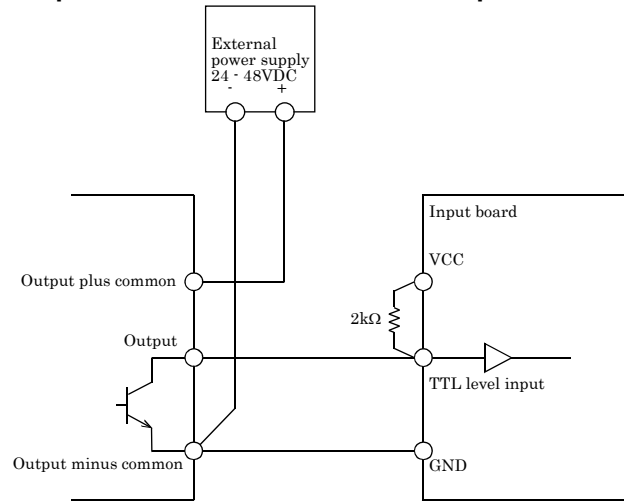 External
power supply
24 - 48VDC
- +
Input board
VCC
Output plus common
2kΩ
Output
TTL level input
Output minus common
GND